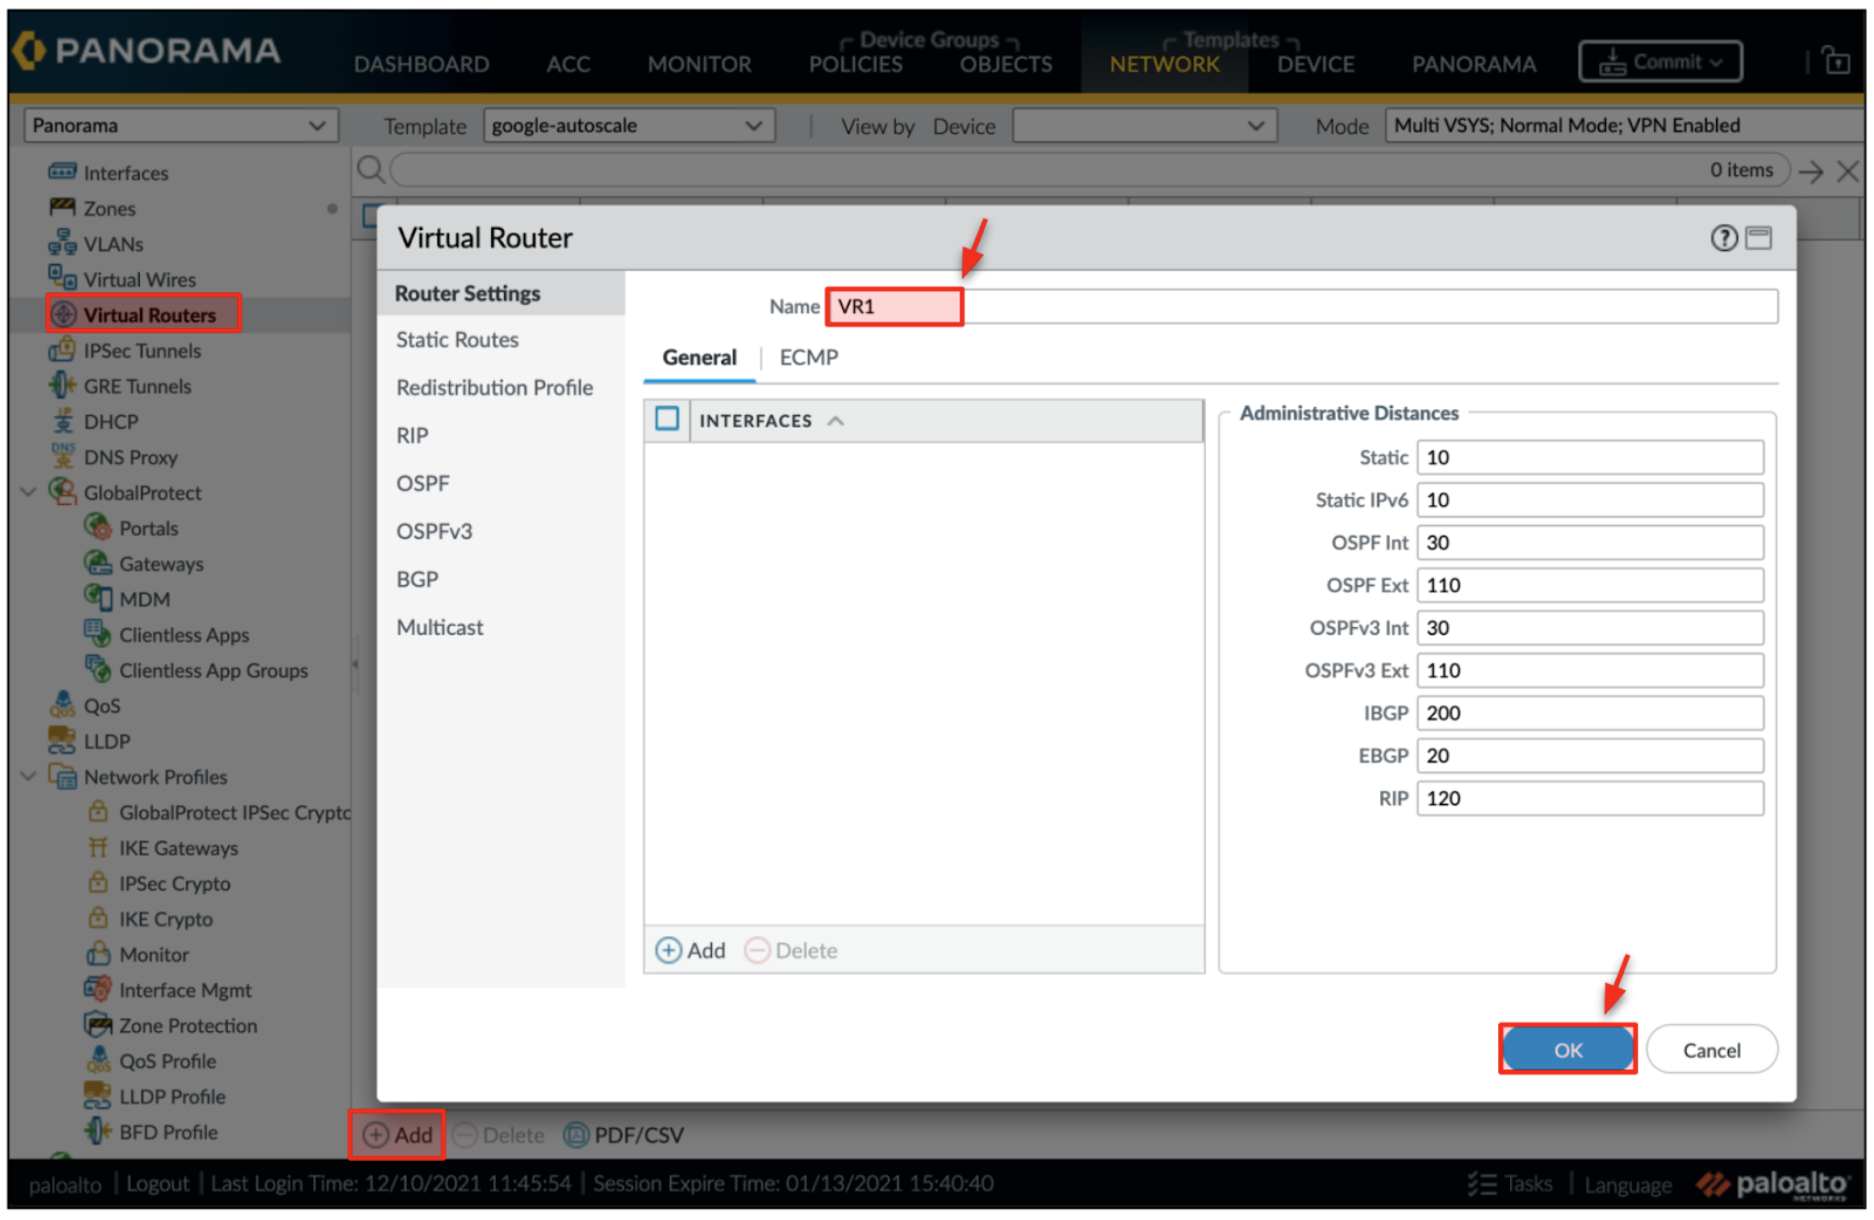 PANORAMA
DASHBOARD
ACC
MONITOR
Device Groups
POLICIES
OBJECTS
Templates
NETWORK
DEVICE
PANORAMA
Commit
Panorama
Template
google-autoscale
View by
Device
Mode
Multi VSYS; Normal Mode; VPN Enabled
Interfaces
Zones
VLANs
Virtual Wires
Virtual Routers
IPSec Tunnels
GRE Tunnels
DHCP
DNS Proxy
GlobalProtect
Portals
Gateways
MDM
Clientless Apps
Clientless App Groups
QoS
LLDP
Network Profiles
GlobalProtect IPSec Crypto
IKE Gateways
IPSec Crypto
IKE Crypto
Monitor
Interface Mgmt
Zone Protection
QoS Profile
LLDP Profile
BFD Profile
0 items
Virtual Router
Router Settings
Static Routes
Redistribution Profile
RIP
OSPF
OSPFv3
BGP
Multicast
Name
VR1
General
ECMP
INTERFACES
Add
Delete
Administrative Distances
Static 10
Static IPv6 10
OSPF Int 30
OSPF Ext 110
OSPFv3 Int 30
OSPFv3 Ext 110
IBGP 200
EBGP 20
RIP 120
OK
Cancel
Add
Delete
PDF/CSV
paloalto | Logout | Last Login Time: 12/10/2021 11:45:54 | Session Expire Time: 01/13/2021 15:40:40
Tasks | Language
paloalto
NETWORKS